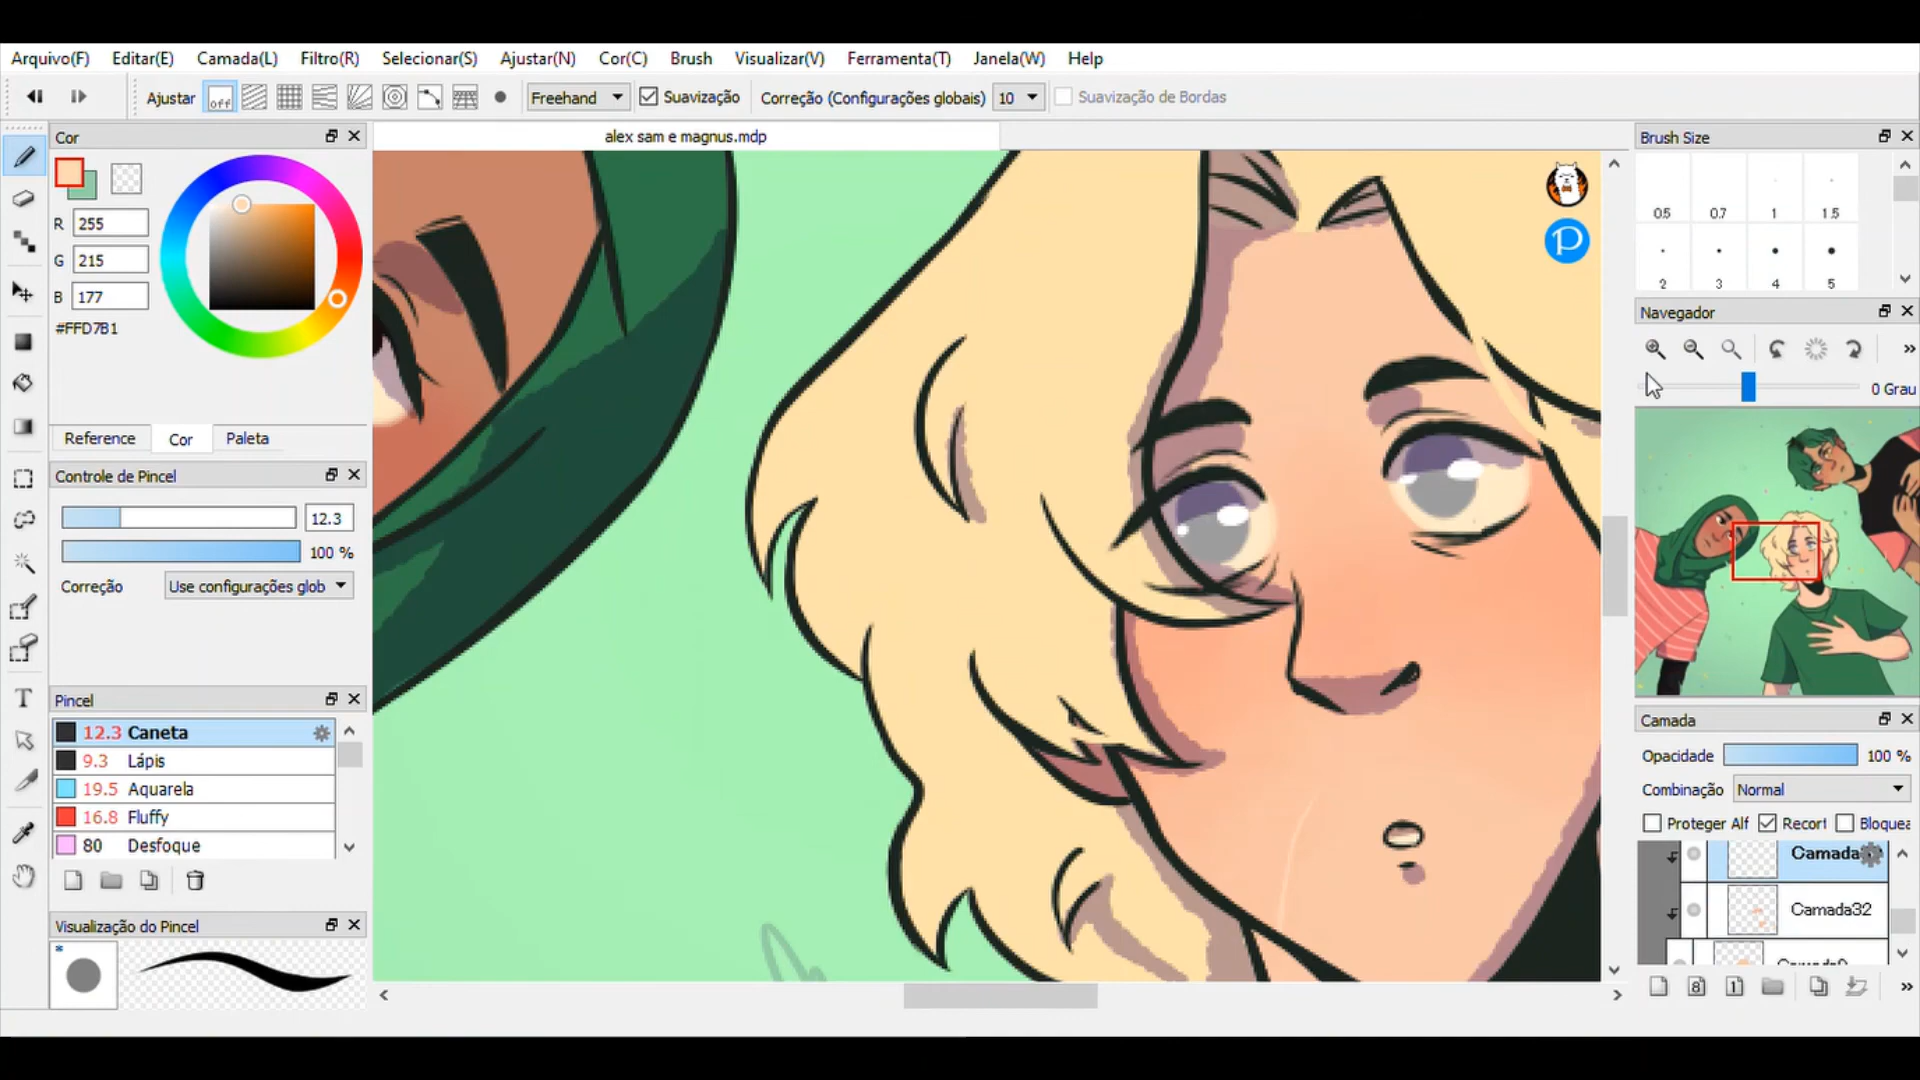 Arquivo(F) Editar(E) Camada(L) Filtro(R) Selecionar(S) Ajustar(N) Cor(C) Brush Visualizar(V) Ferramenta(T) Janela(W) Help
Ajustar off Freehand Suavização Correção (Configurações globais) 10 Suavização de Bordas
Cor
alex sam e magnus.mdp
R 255
G 215
B 177
#FFD7B1
Reference Cor Paleta
Controle de Pincel
12.3
100 %
Correção Use configurações glob
Pincel
12.3 Caneta
9.3 Lápis
19.5 Aquarela
16.8 Fluffy
80 Desfoque
Visualização do Pincel
*
T
P
Brush Size
0.5 0.7 1 1.5
2 3 4 5
Navegador
0 Grau
Camada
Opacidade 100 %
Combinação Normal
Proteger Alf Recort Bloquea
Camada
Camada32
8 1